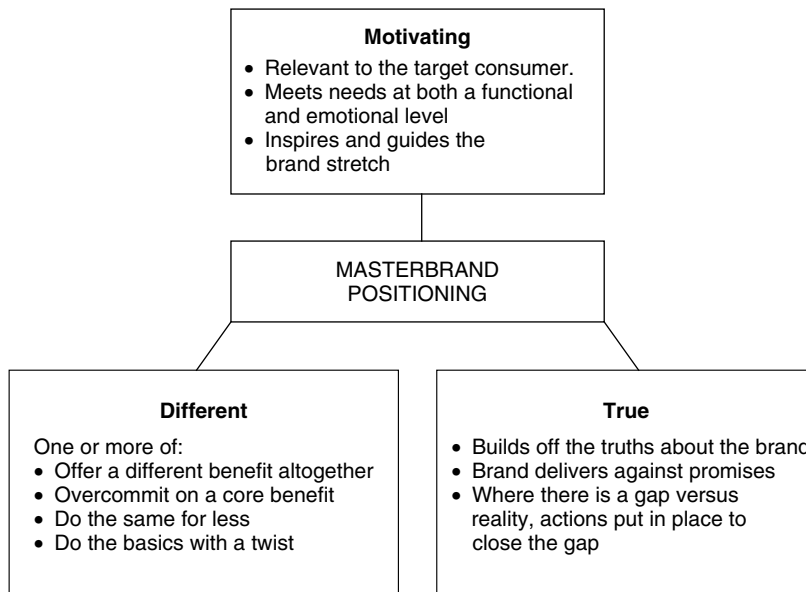 Motivating
• Relevant to the target consumer.
• Meets needs at both a functional
and emotional level
• Inspires and guides the
brand stretch
MASTERBRAND
POSITIONING
Different
One or more of:
• Offer a different benefit altogether
• Overcommit on a core benefit
• Do the same for less
• Do the basics with a twist
True
• Builds off the truths about the brand
• Brand delivers against promises
• Where there is a gap versus
reality, actions put in place to
close the gap